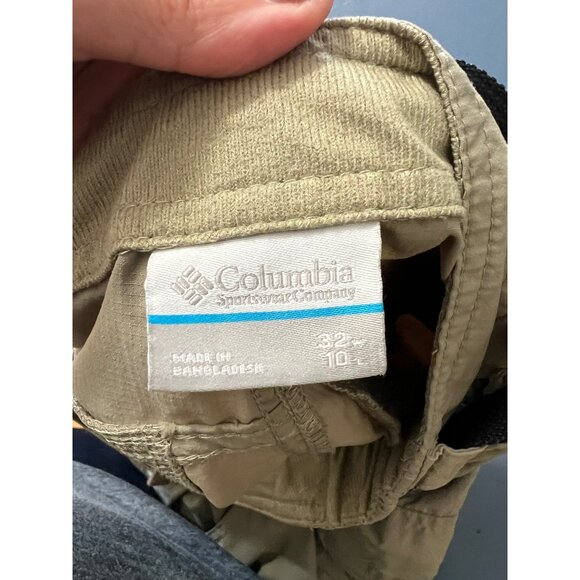 Columbia
Sportswear Company
32 W
10 L
MADE IN
BANGLADESH